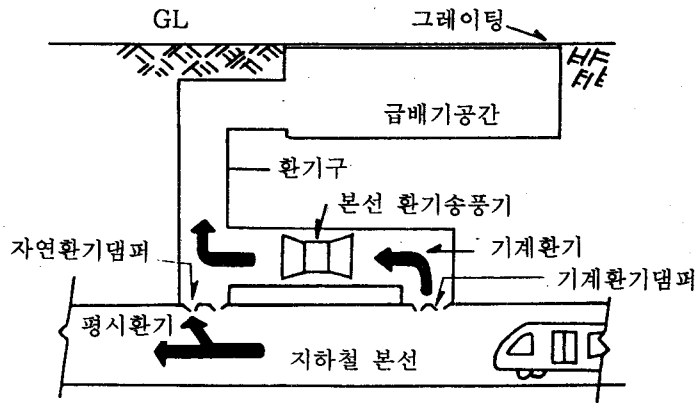 GL
그레이팅
급배기공간
환기구
본선 환기송풍기
자연환기댐퍼
기계환기
기계환기댐퍼
평시환기
지하철 본선